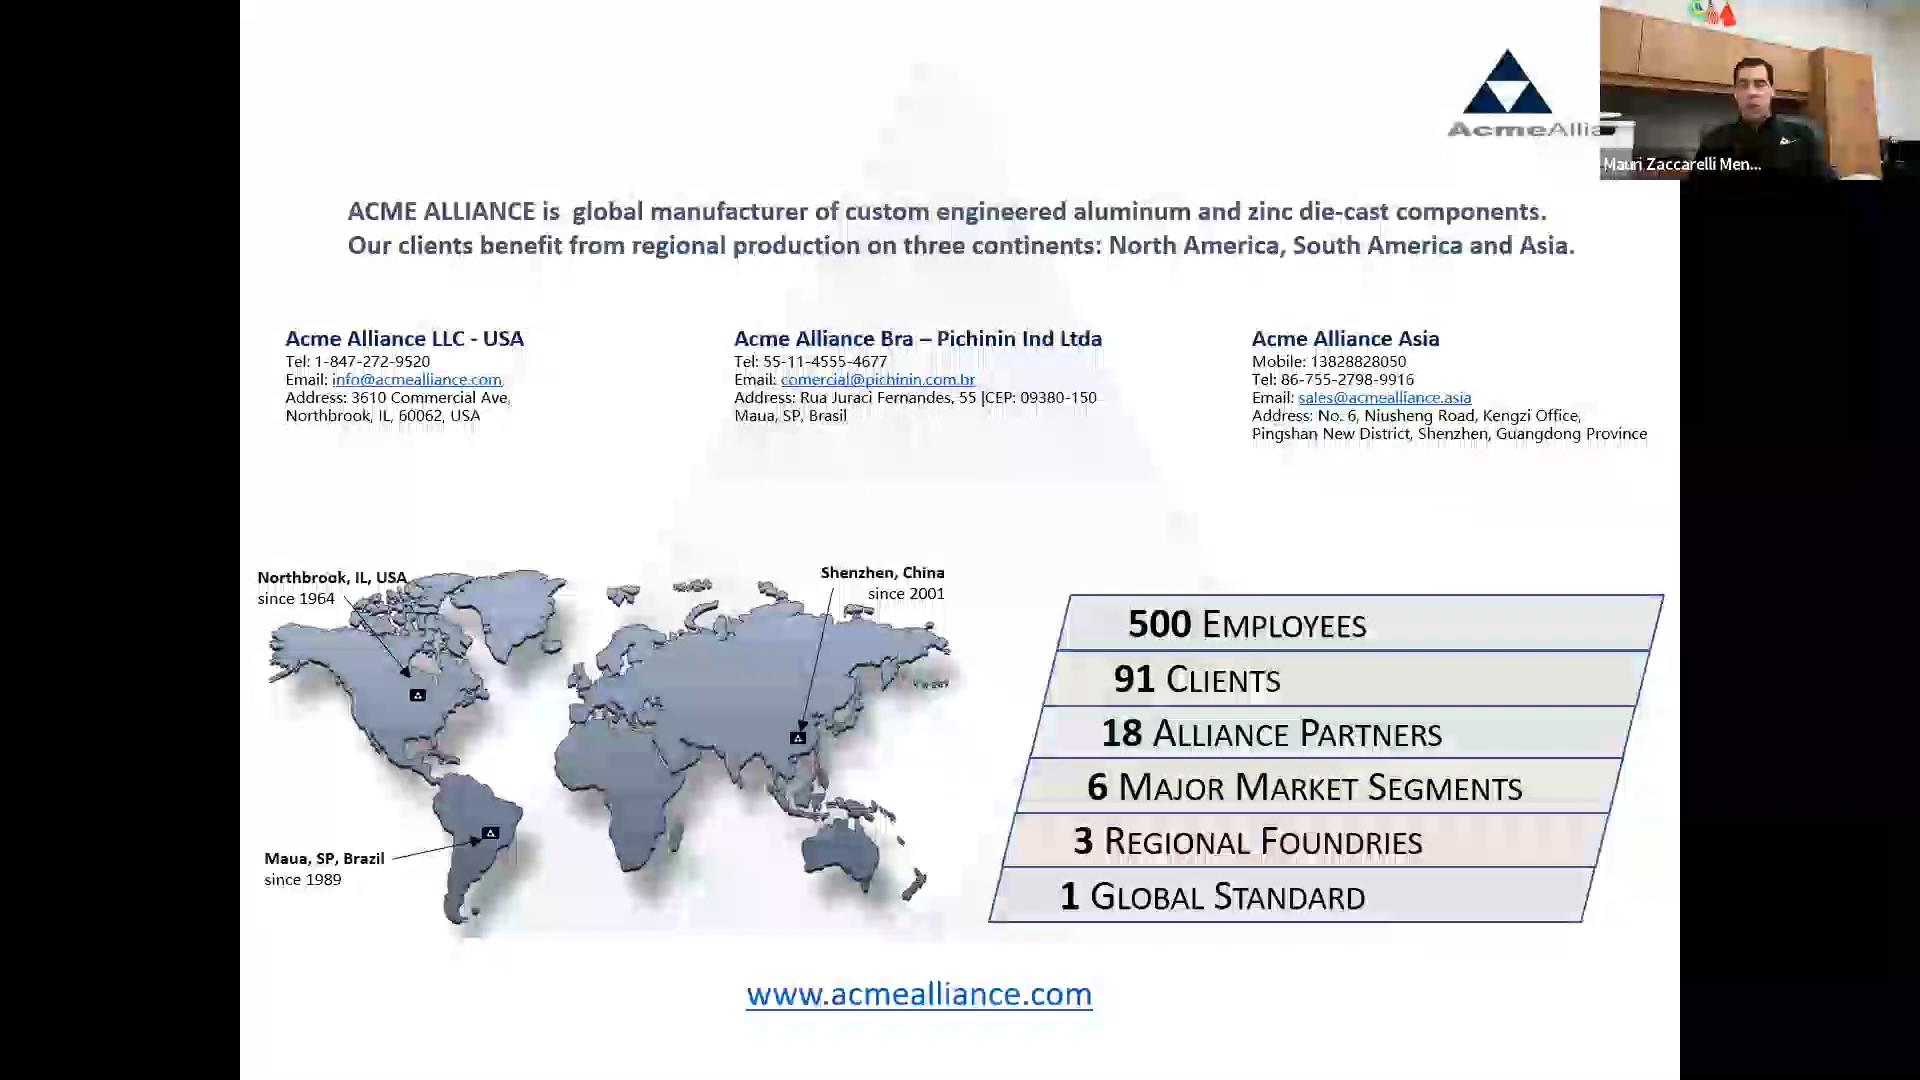 AcmeAllia
Mauri Zaccarelli Men...
ACME ALLIANCE is global manufacturer of custom engineered aluminum and zinc die-cast components.
Our clients benefit from regional production on three continents: North America, South America and Asia.
Acme Alliance LLC - USA
Tel: 1-847-272-9520
Email: info@acmealliance.com
Address: 3610 Commercial Ave,
Northbrook, IL, 60062, USA
Acme Alliance Bra – Pichinin Ind Ltda
Tel: 55-11-4555-4677
Email: comercial@pichinin.com.br
Address: Rua Juraci Fernandes, 55 |CEP: 09380-150
Maua, SP, Brasil
Acme Alliance Asia
Mobile: 13828828050
Tel: 86-755-2798-9916
Email: sales@acmealliance.asia
Address: No. 6, Niusheng Road, Kengzi Office,
Pingshan New District, Shenzhen, Guangdong Province
Northbrook, IL, USA
since 1964
Shenzhen, China
since 2001
Maua, SP, Brazil
since 1989
500 EMPLOYEES
91 CLIENTS
18 ALLIANCE PARTNERS
6 MAJOR MARKET SEGMENTS
3 REGIONAL FOUNDRIES
1 GLOBAL STANDARD
www.acmealliance.com